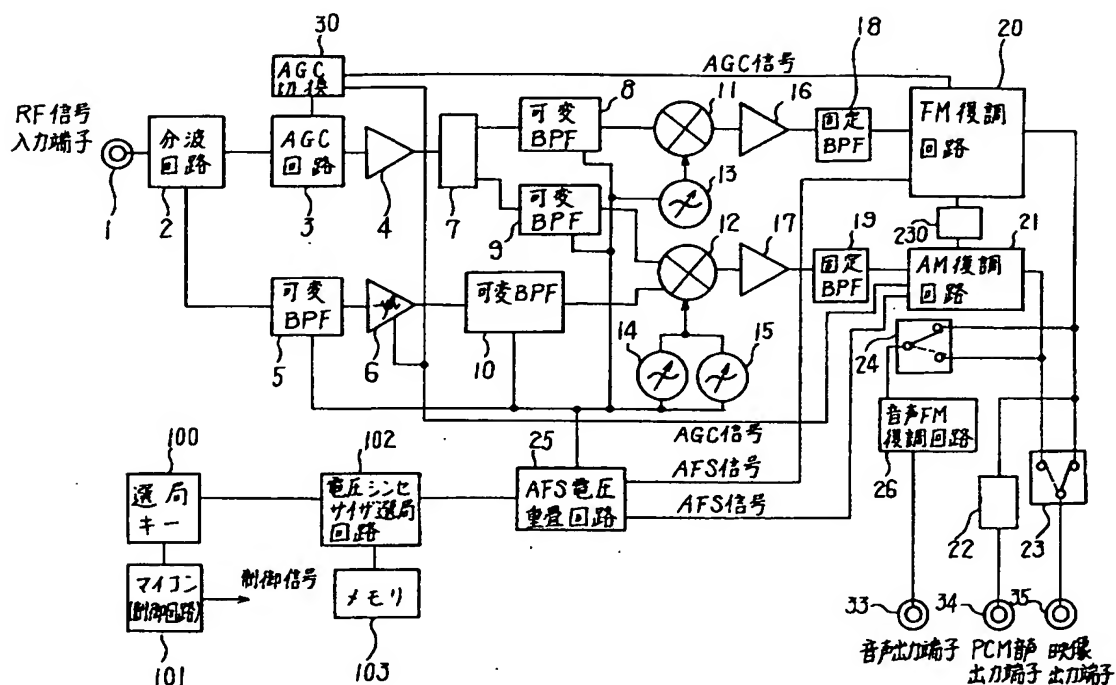 30
AGC
切換
AGC信号
18
20
RF信号
入力端子
1
分波
回路
2
AGC
回路
3
4
7
可変
BPF
8
11
16
固定
BPF
FM復調
回路
13
可変
BPF
9
12
17
19
固定
BPF
230
21
AM復調
回路
可変
BPF
5
6
可変BPF
10
14
15
24
音声FM
復調回路
26
AGC信号
AFS信号
AFS信号
100
選局
キー
102
電圧シンセ
サイザ選局
回路
25
AFS電圧
重畳回路
22
23
マイコン
(制御回路)
101
制御信号
メモリ
103
33
34
35
音声出力端子
PCM音声
出力端子
映像
出力端子